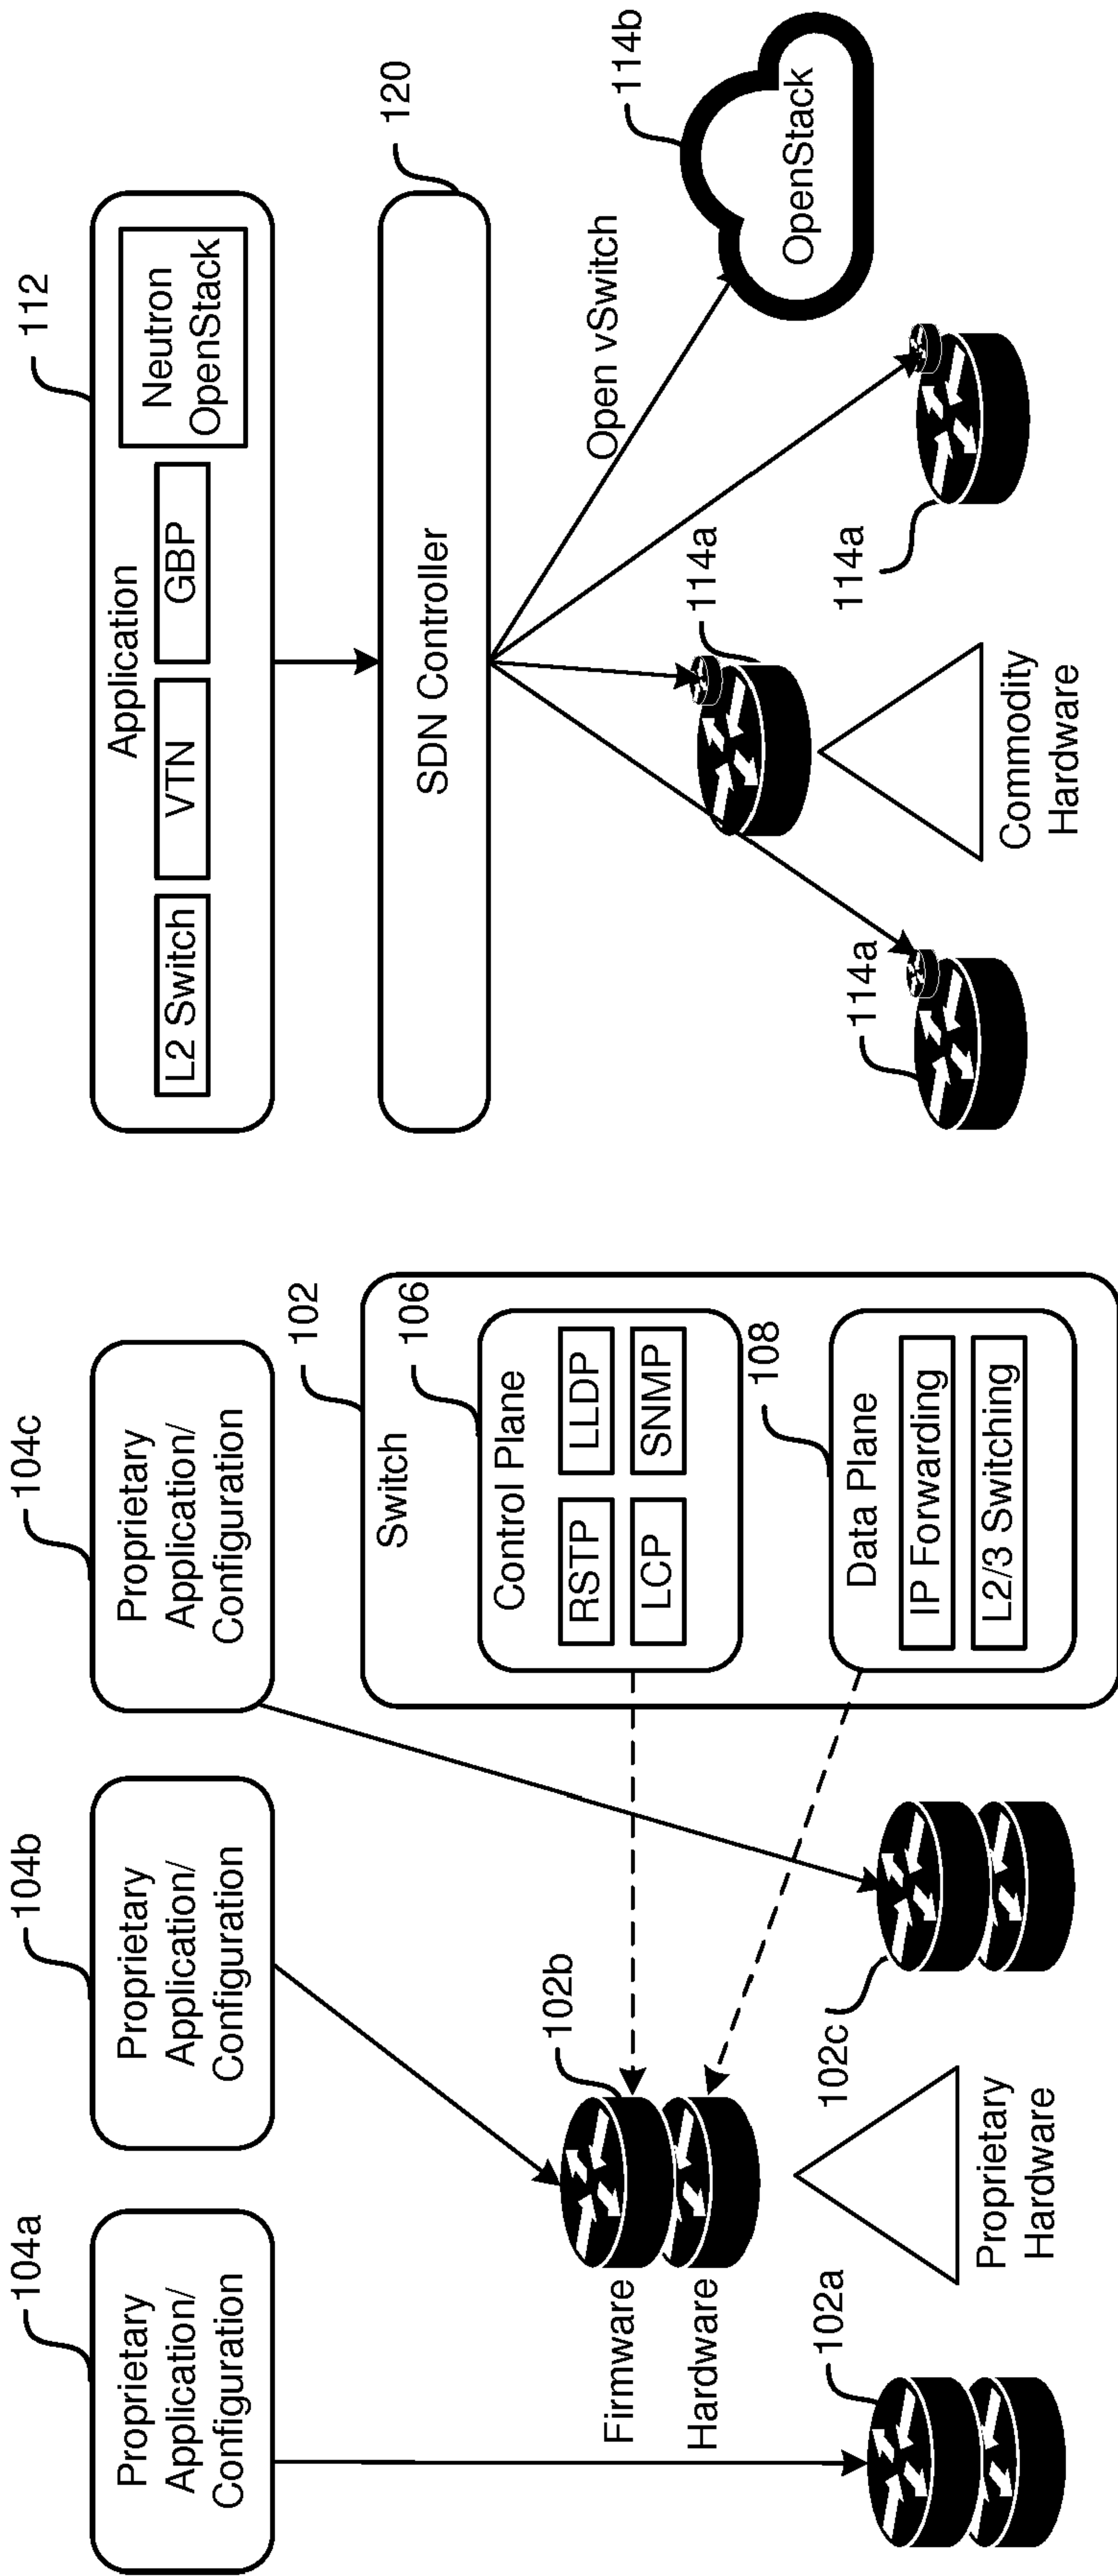 104a
Proprietary
Application/
Configuration
104b
Proprietary
Application/
Configuration
104c
Proprietary
Application/
Configuration
102
Switch
106
Control Plane
RSTP
LLDP
LCP
SNMP
108
Data Plane
IP Forwarding
L2/3 Switching
102b
Firmware
Hardware
102a
102c
Proprietary
Hardware
112
Application
L2 Switch
VTN
GBP
Neutron
OpenStack
120
SDN Controller
Open vSwitch
114b
OpenStack
114a
114a
114a
Commodity
Hardware